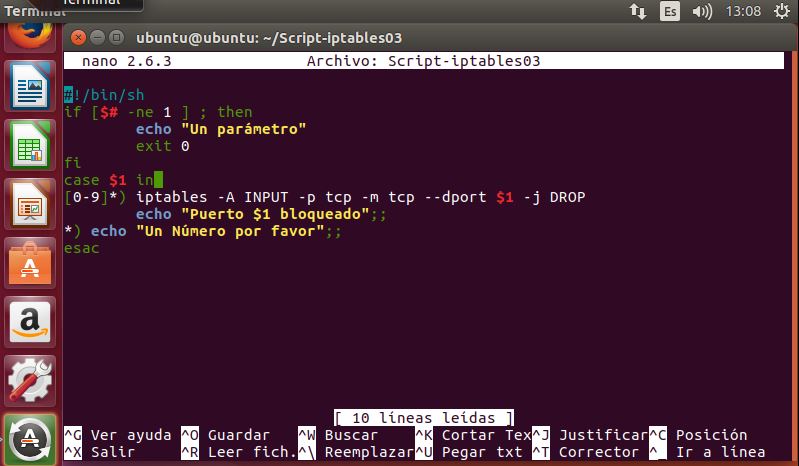 Terminal
Terminal
Es
13:08
ubuntu@ubuntu: ~/Script-iptables03
nano 2.6.3 Archivo: Script-iptables03
#!/bin/sh
if [$# -ne 1 ] ; then
echo "Un parámetro"
exit 0
fi
case $1 in
[0-9]*) iptables -A INPUT -p tcp -m tcp --dport $1 -j DROP
echo "Puerto $1 bloqueado";;
*) echo "Un Número por favor";;
esac
[ 10 líneas leídas ]
^G Ver ayuda ^O Guardar ^W Buscar ^K Cortar Tex ^J Justificar ^C Posición
^X Salir ^R Leer fich. ^\ Reemplazar ^U Pegar txt ^T Corrector ^_ Ir a línea